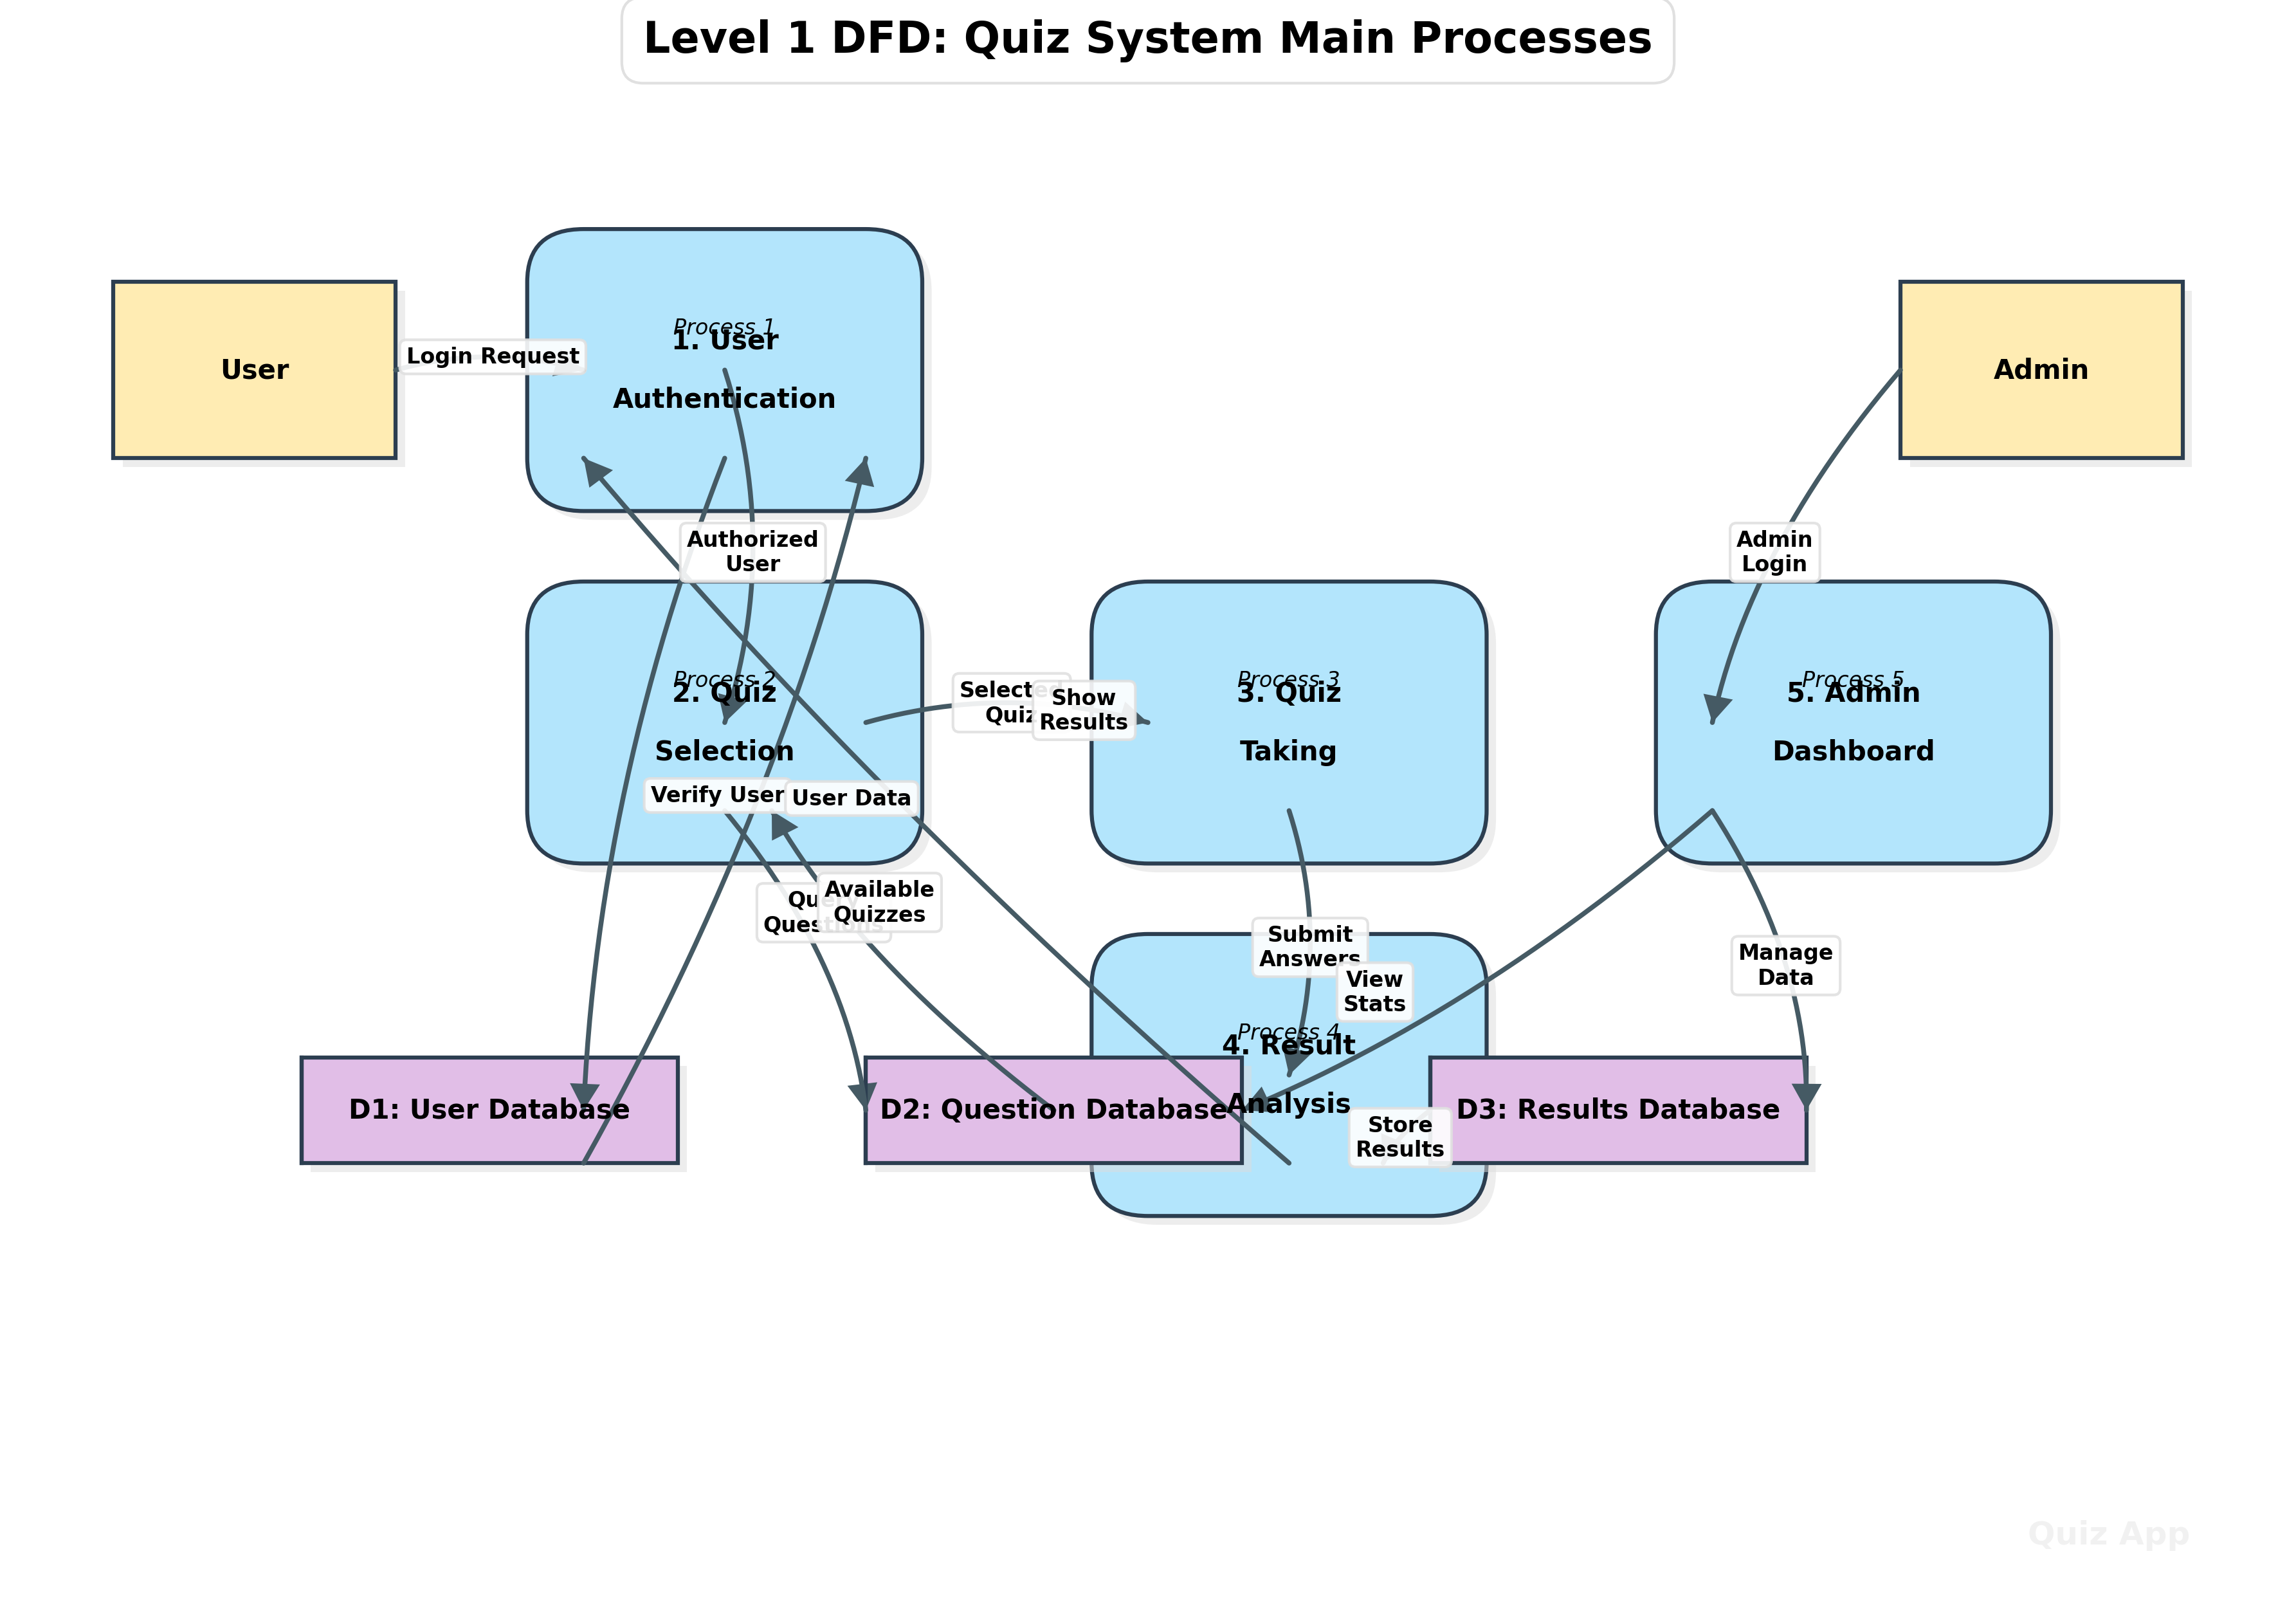 Level 1 DFD: Quiz System Main Processes
Process 1
1. User
Authentication
User
Login Request
Admin
Authorized
User
Admin
Login
Process 2
2. Quiz
Selection
Selected
Quiz
Show
Results
Process 3
3. Quiz
Taking
Process 5
5. Admin
Dashboard
Verify User
User Data
Query
Questions
Available
Quizzes
Submit
Answers
View
Stats
Manage
Data
Process 4
4. Result
Analysis
D1: User Database
D2: Question Database
Store
Results
D3: Results Database
Quiz App